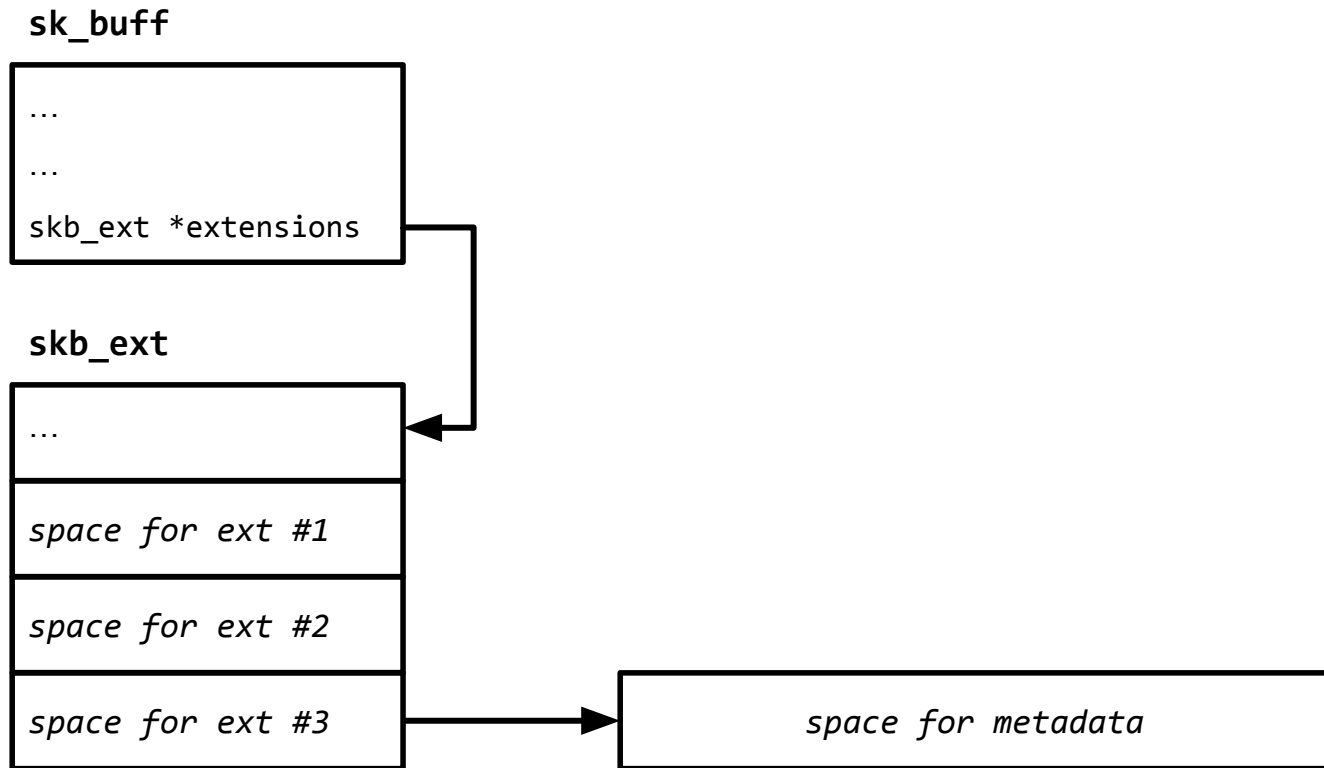 sk_buff
...
...
skb_ext *extensions
skb_ext
...
space for ext #1
space for ext #2
space for ext #3
space for metadata